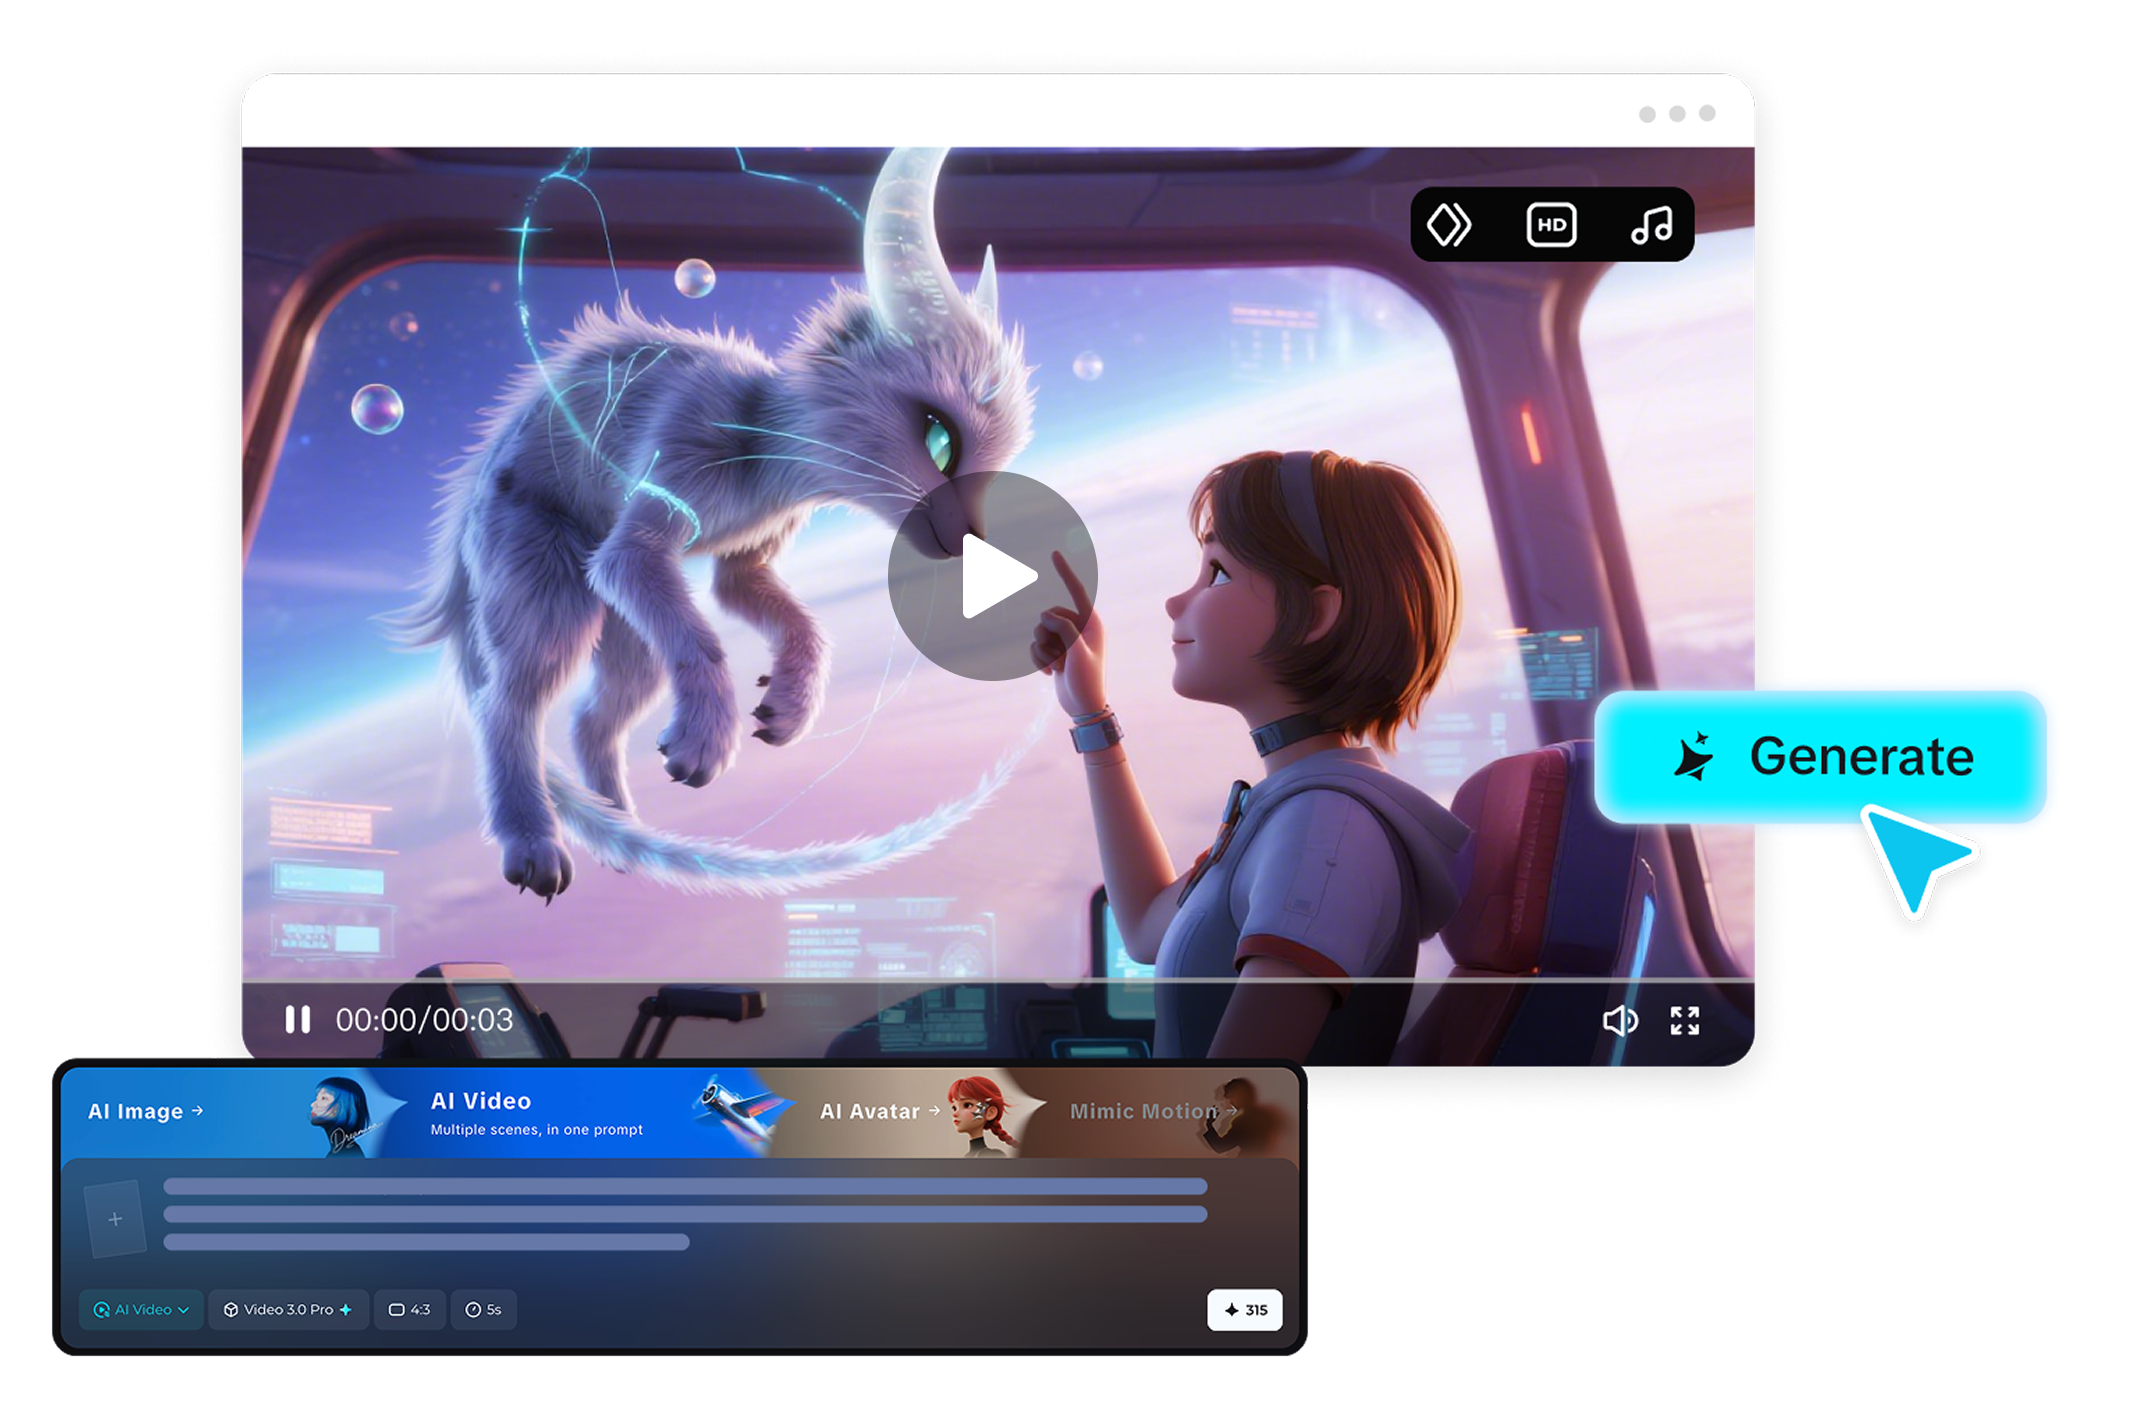 HD
Generate
00:00/00:03
AI Image →
AI Video
Multiple scenes, in one prompt
AI Avatar →
Mimic Motion →
Dreamina
AI Video
Video 3.0 Pro
4:3
5s
315